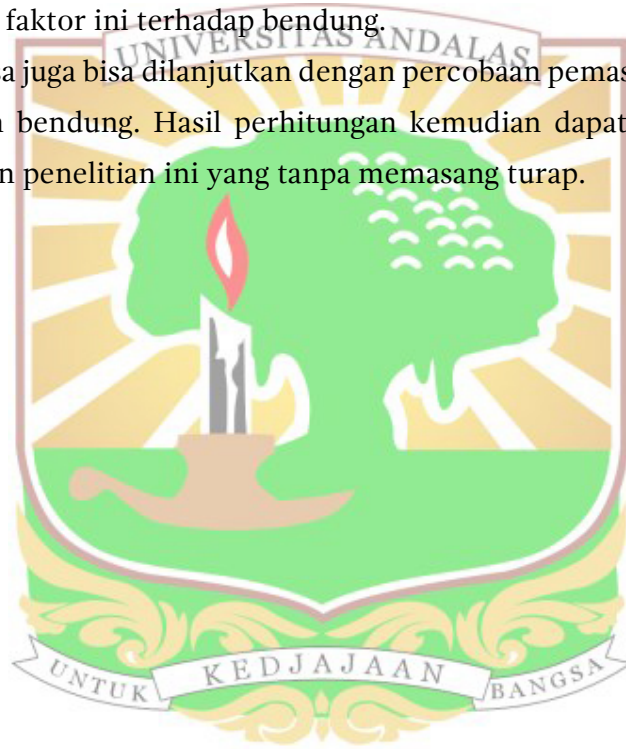 faktor ini terhadap bendung.
UNIVERSITAS ANDALAS
juga bisa dilanjutkan dengan percobaan
bendung. Hasil perhitungan kemudian dapat
penelitian ini yang tanpa memasang turap.
UNTUK KEDJAJAAN BANGSA